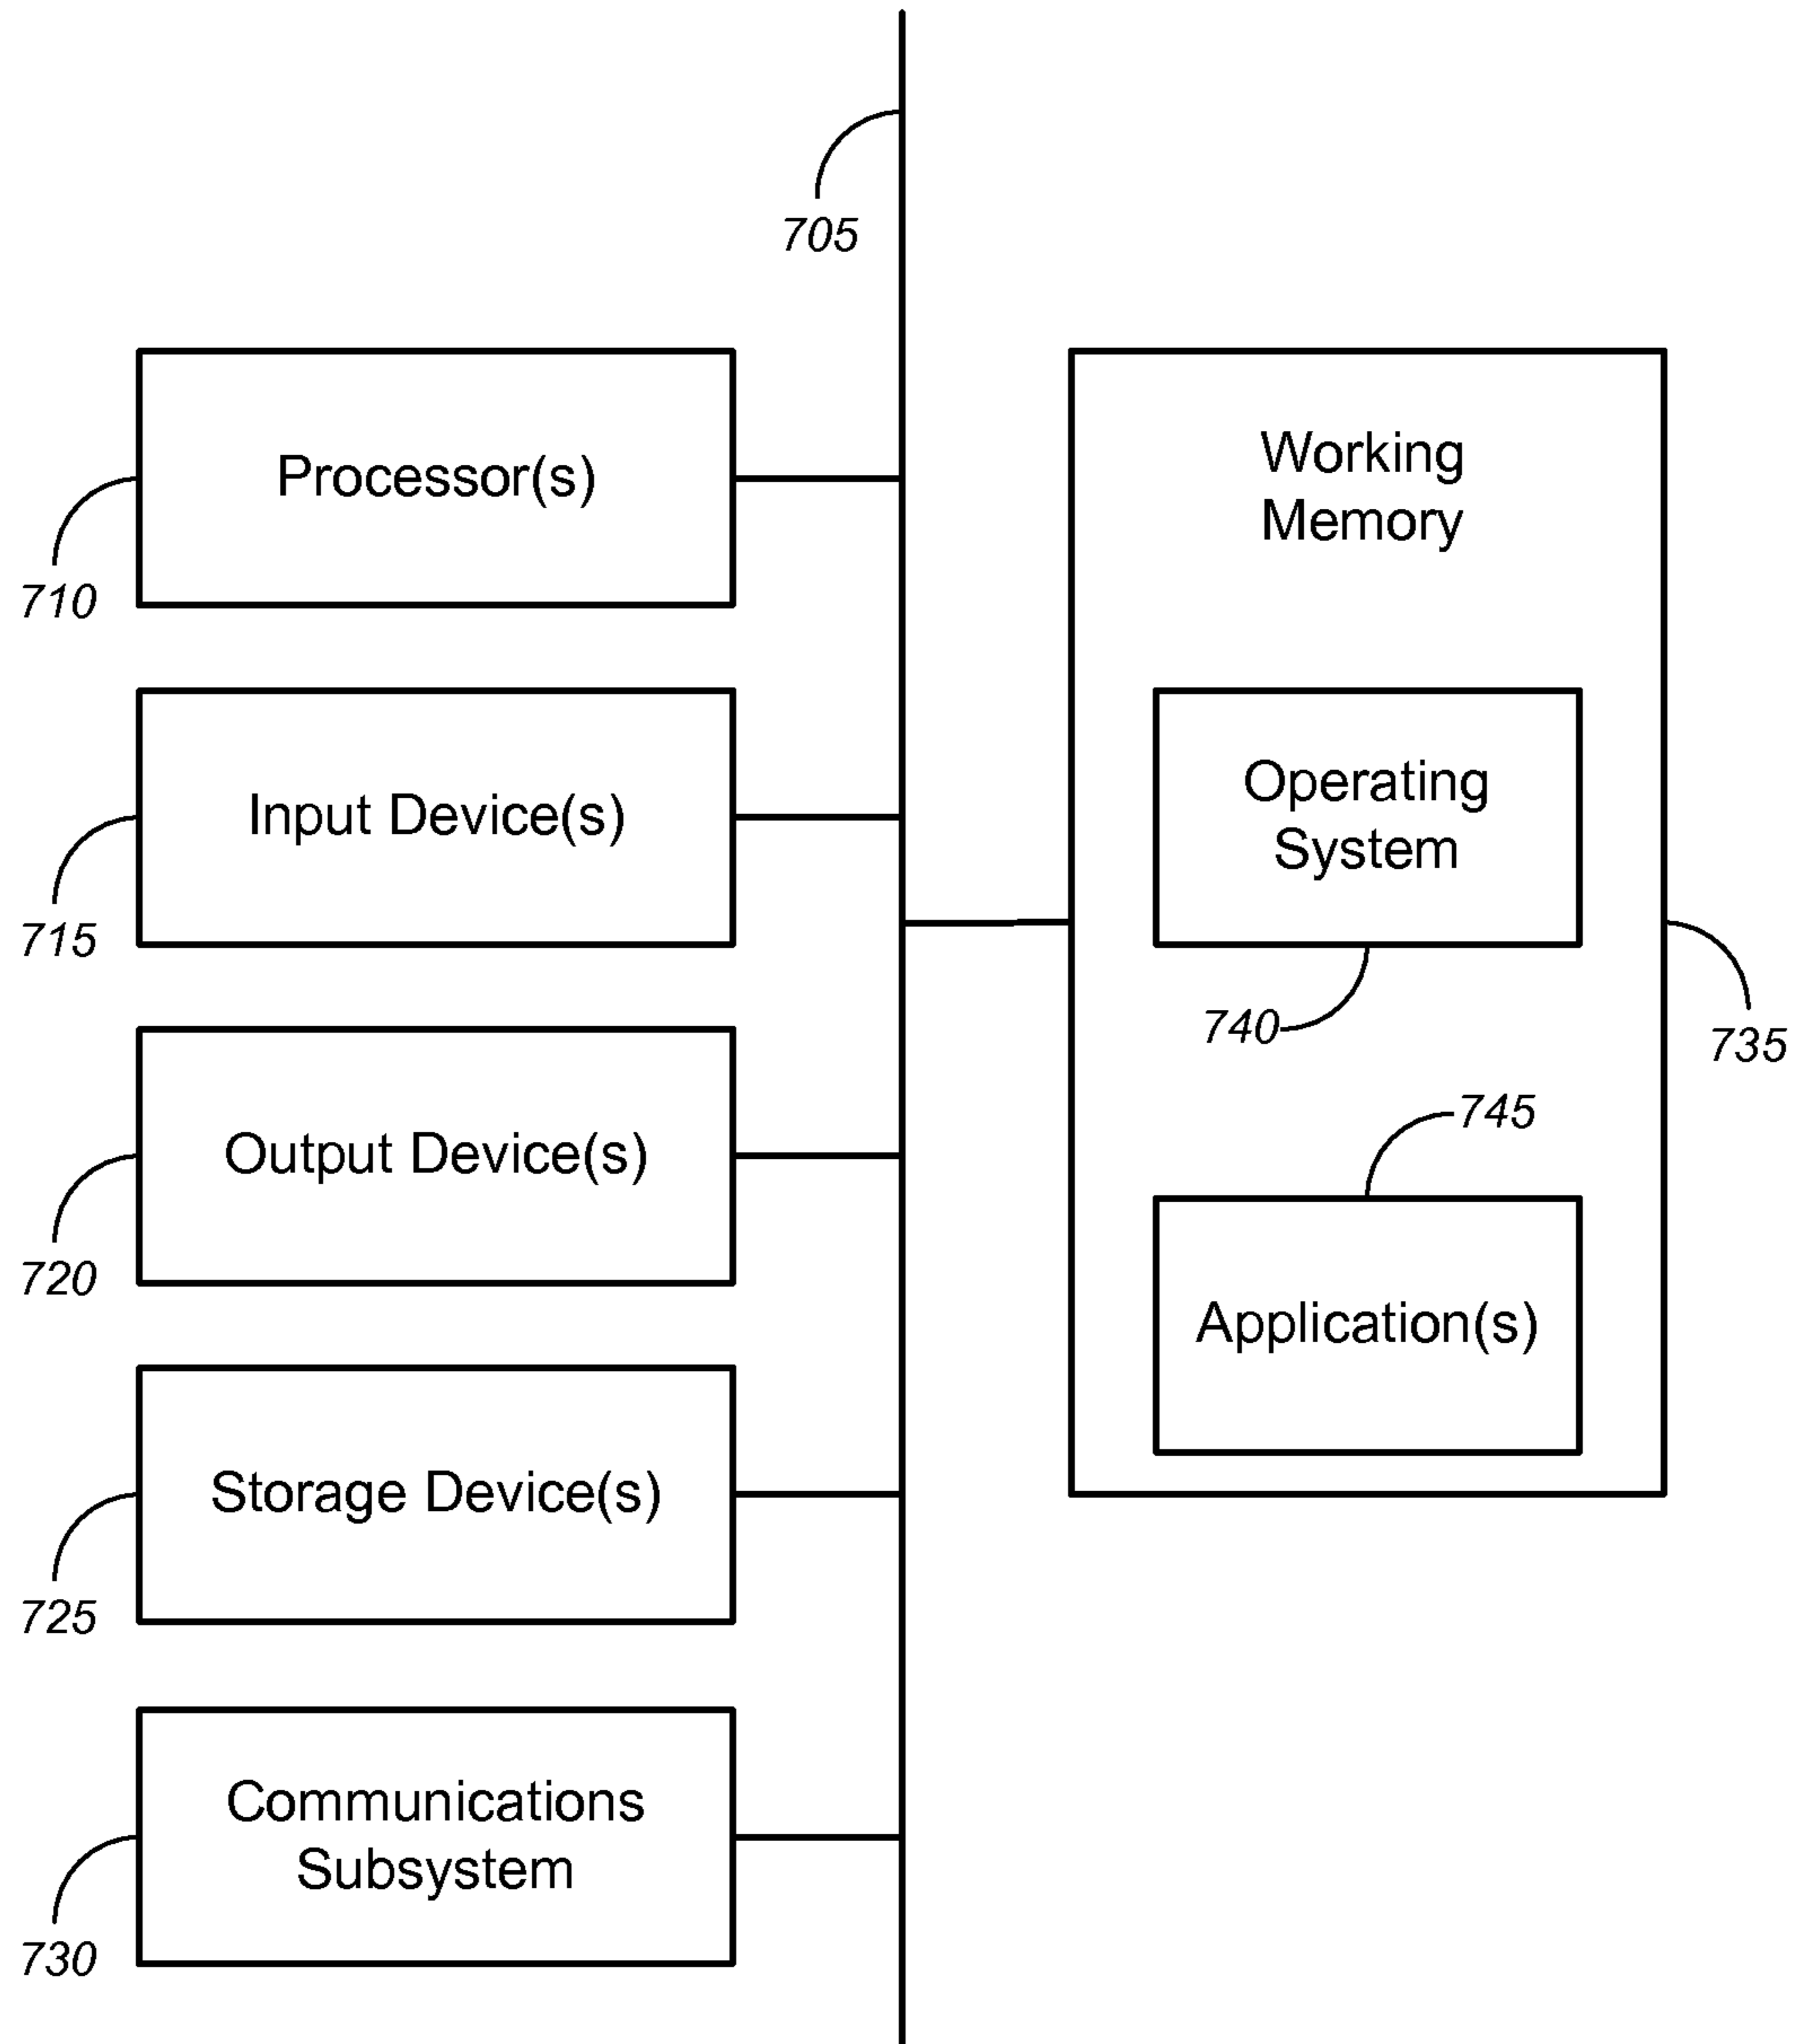 705
Processor(s)
710
Input Device(s)
715
Output Device(s)
720
Storage Device(s)
725
Communications
Subsystem
730
Working
Memory
Operating
System
740
735
745
Application(s)